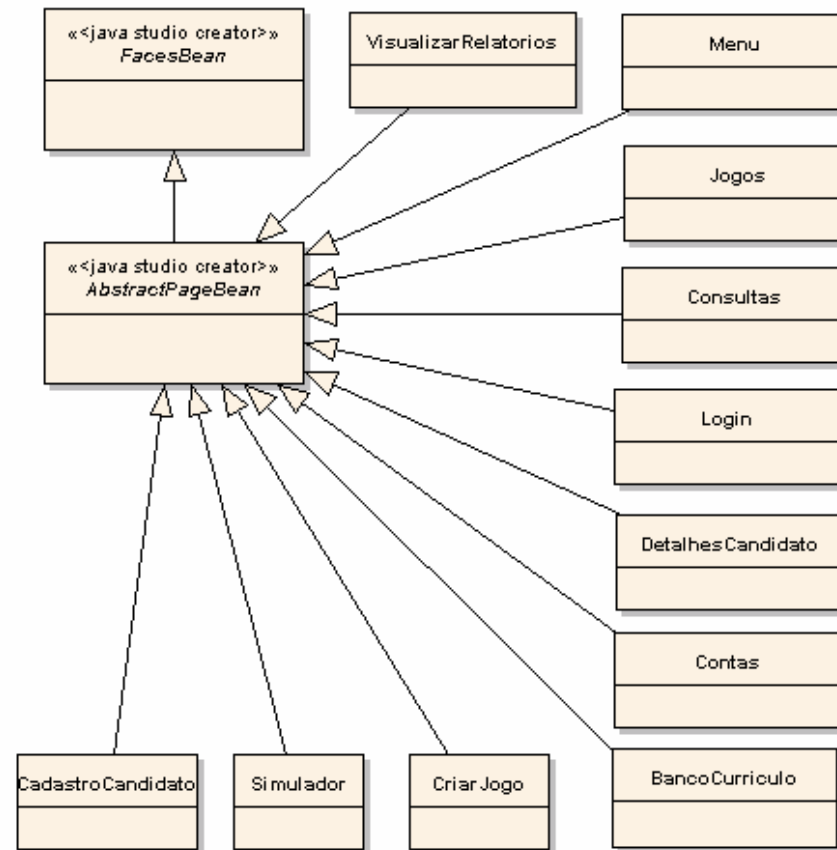 «<java studio creator>»
FacesBean
VisualizarRelatorios
Menu
Jogos
«<java studio creator>»
AbstractPageBean
Consultas
Login
DetalhesCandidato
Contas
CadastroCandidato
Simulador
CriarJogo
BancoCurriculo